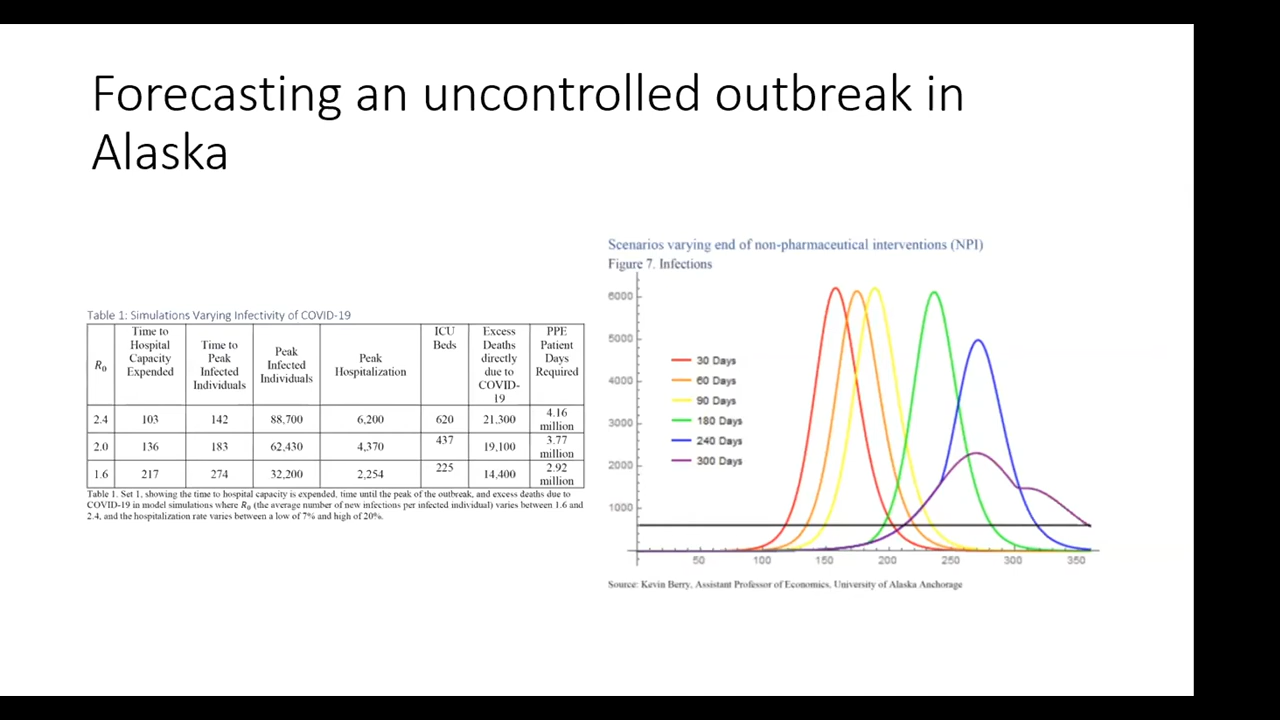 Forecasting an uncontrolled outbreak in
Alaska
Table 1: Simulations Varying Infectivity of COVID-19
R0
Time to
Hospital
Capacity
Expended
Time to
Peak
Infected
Individuals
Peak
Infected
Individuals
Peak
Hospitalization
ICU
Beds
Excess
Deaths
directly
due to
COVID-
19
PPE
Patient
Days
Required
2.4 103 142 88,700 6,200 620 21,300 4.16 million
2.0 136 183 62,430 4,370 437 19,100 3.77 million
1.6 217 274 32,200 2,254 225 14,400 2.92 million
Table 1. Set 1, showing the time to hospital capacity is expended, time until the peak of the outbreak, and excess deaths due to
COVID-19 in model simulations where R0 (the average number of new infections per infected individual) varies between 1.6 and
2.4, and the hospitalization rate varies between a low of 7% and high of 20%.
Scenarios varying end of non-pharmaceutical interventions (NPI)
Figure 7. Infections
6000
5000
4000
3000
2000
1000
30 Days
60 Days
90 Days
180 Days
240 Days
300 Days
50 100 150 200 250 300 350
Source: Kevin Berry, Assistant Professor of Economics, University of Alaska Anchorage